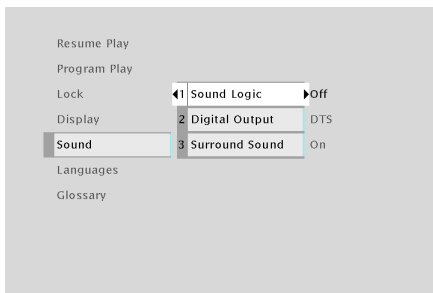 Resume Play
Program Play
Lock
Display
Sound
Languages
Glossary
1 Sound Logic Off
2 Digital Output DTS
3 Surround Sound On